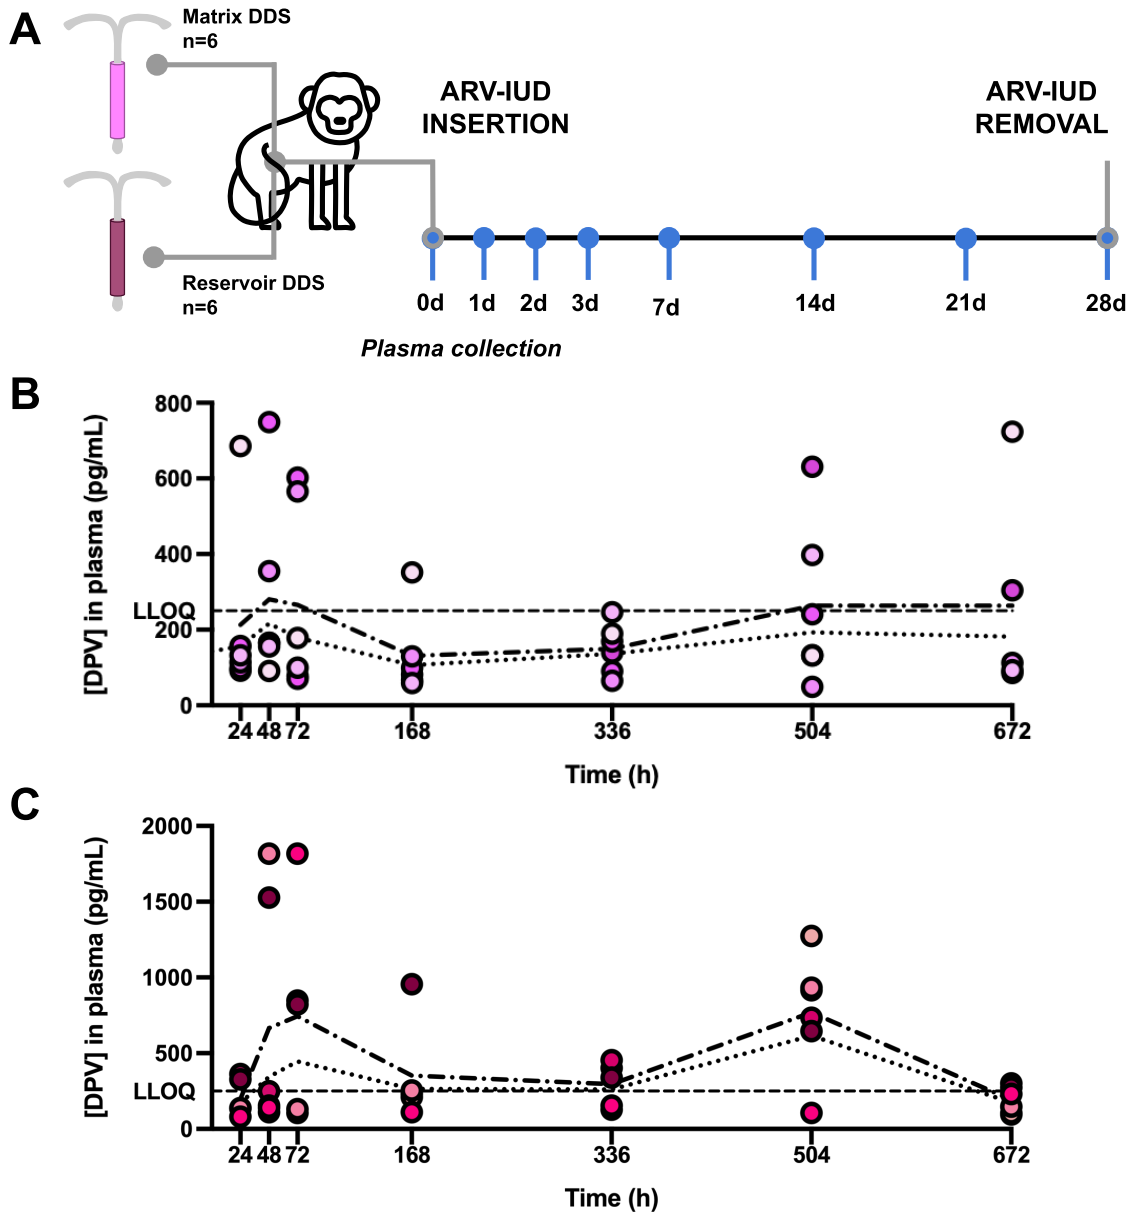 A
Matrix DDS
n=6
ARV-IUD
INSERTION
ARV-IUD
REMOVAL
Reservoir DDS
n=6
0d 1d 2d 3d 7d 14d 21d 28d
Plasma collection
B
[DPV] in plasma (pg/mL)
800
600
400
LLOQ
200
0
24 48 72 168 336 504 672
Time (h)
C
[DPV] in plasma (pg/mL)
2000
1500
1000
500
LLOQ
0
24 48 72 168 336 504 672
Time (h)